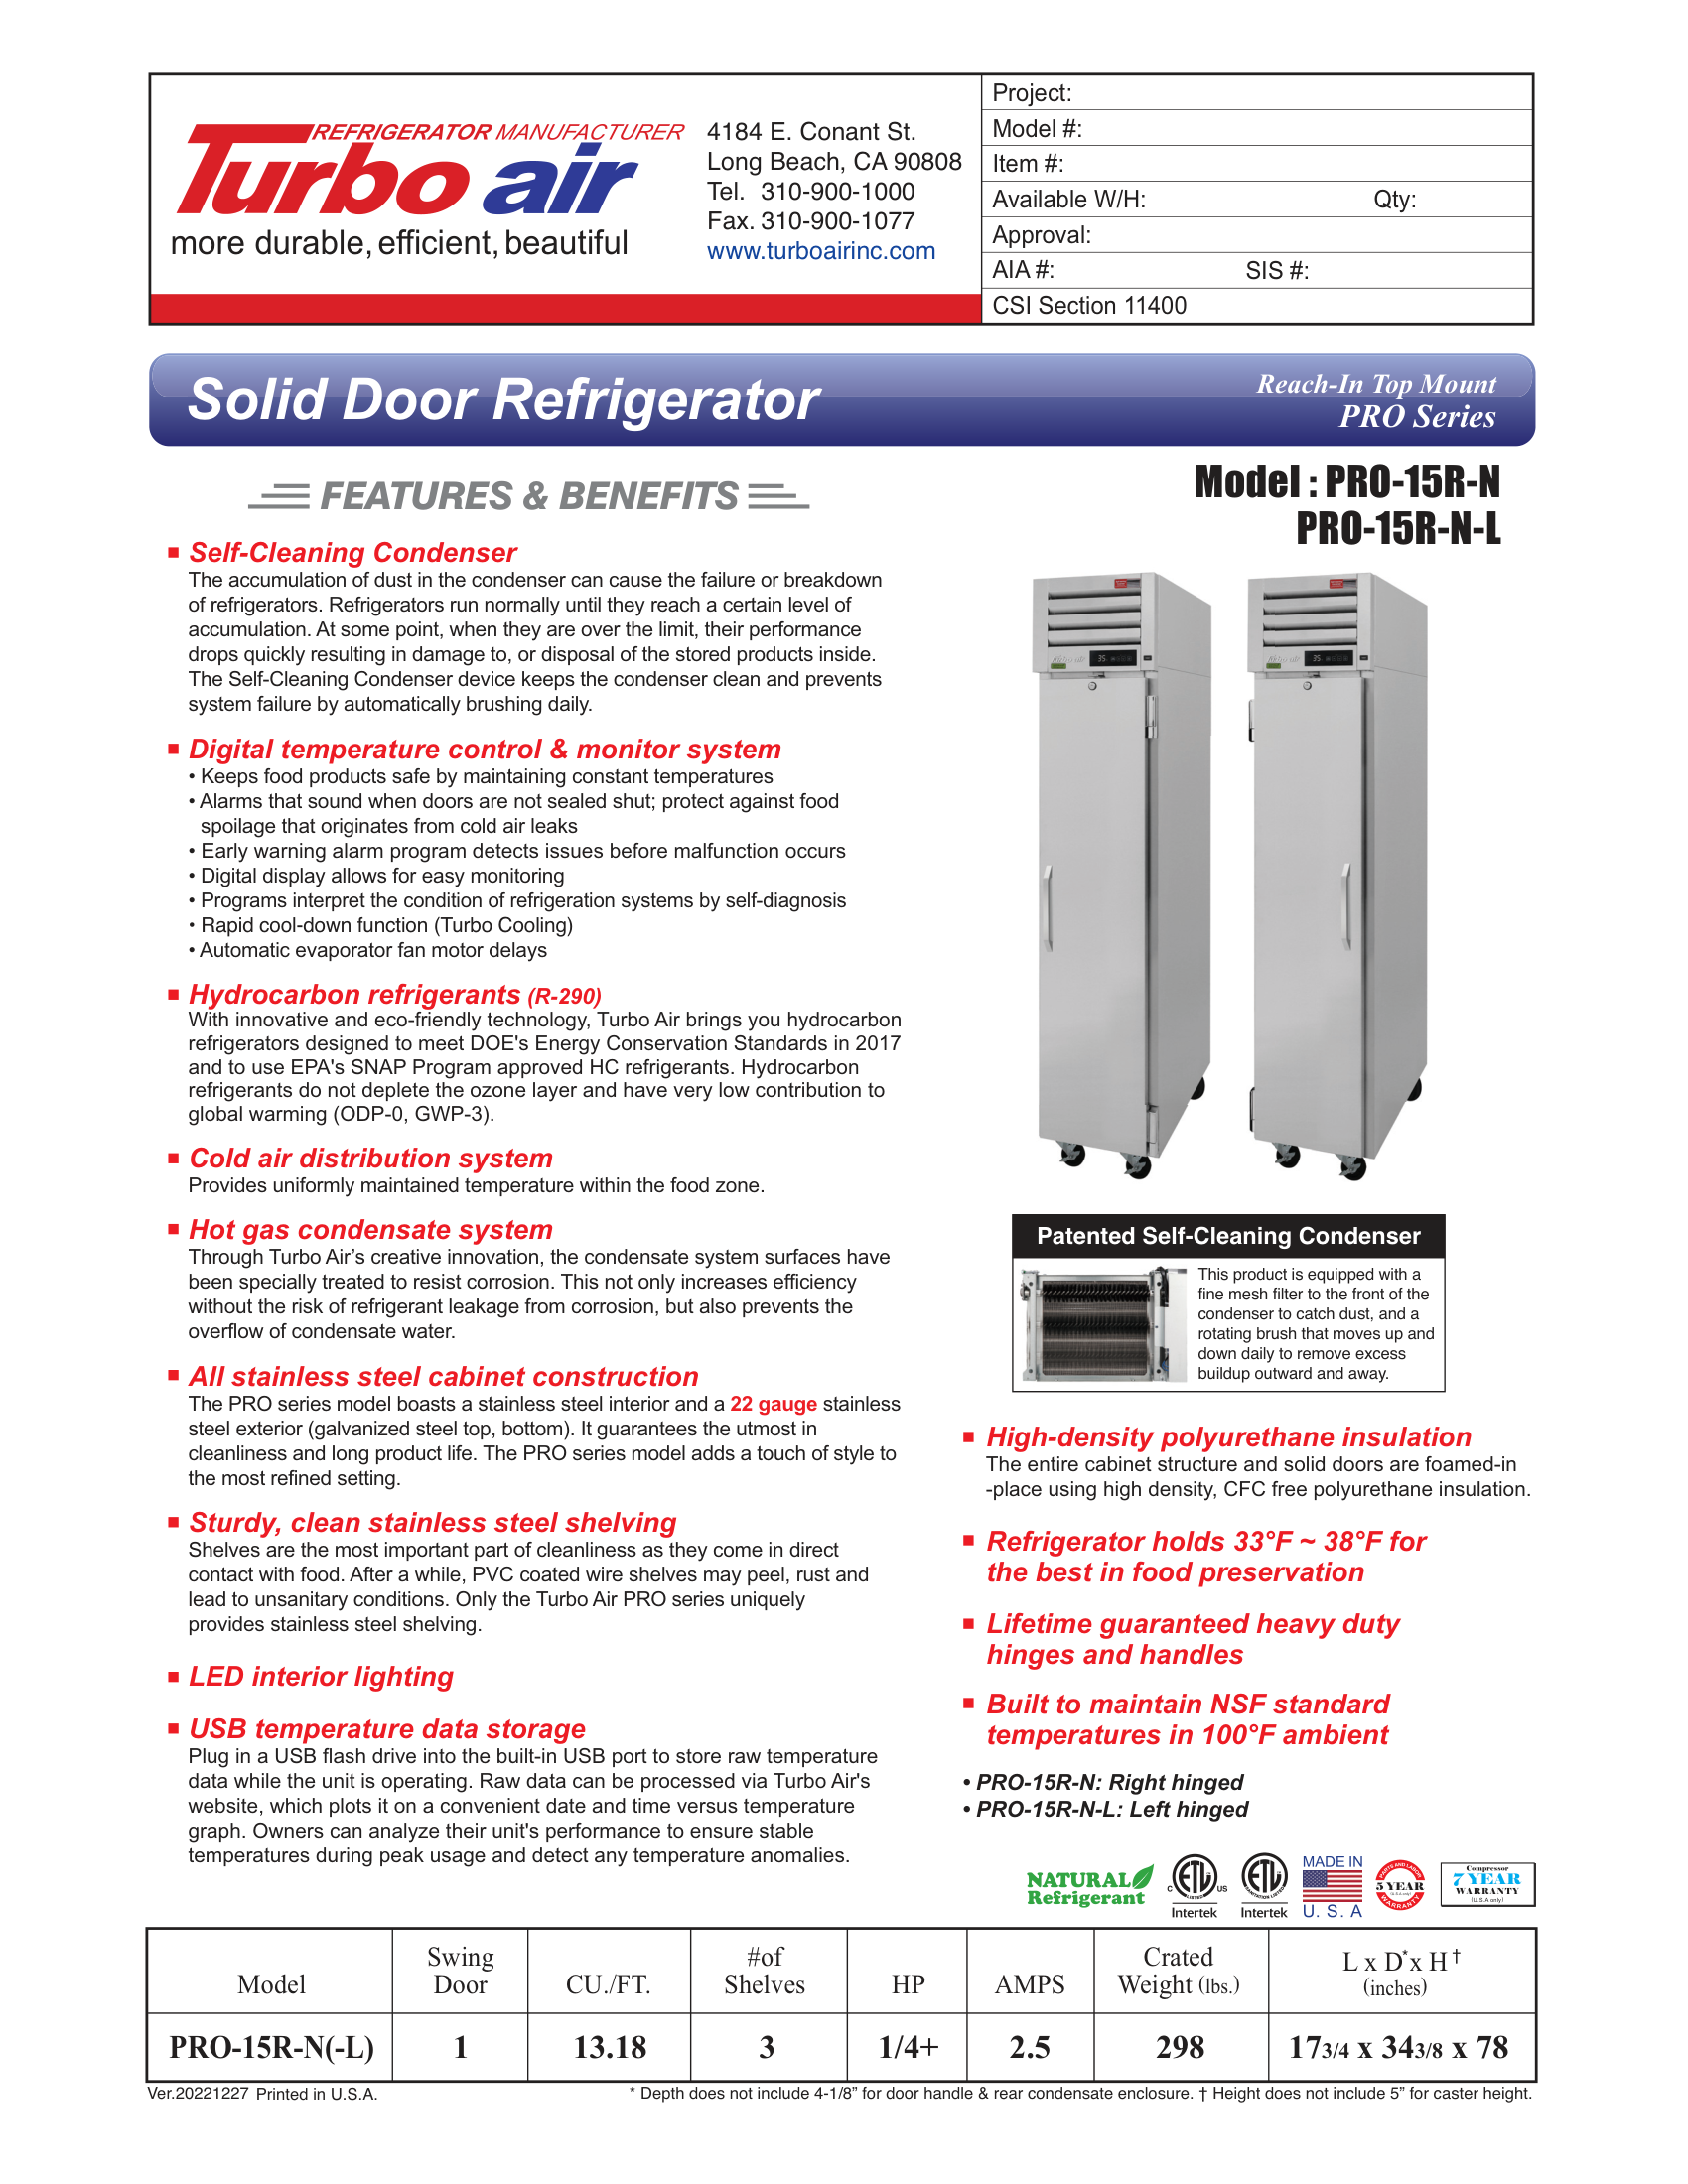 REFRIGERATOR MANUFACTURER
Turbo air
more durable, efficient, beautiful
4184 E. Conant St.
Long Beach, CA 90808
Tel. 310-900-1000
Fax. 310-900-1077
www.turboairinc.com
Project:
Model #:
Item #:
Available W/H: Qty:
Approval:
AIA #: SIS #:
CSI Section 11400
Solid Door Refrigerator
Reach-In Top Mount
PRO Series
FEATURES & BENEFITS
Model : PRO-15R-N
PRO-15R-N-L
■ Self-Cleaning Condenser
The accumulation of dust in the condenser can cause the failure or breakdown
of refrigerators. Refrigerators run normally until they reach a certain level of
accumulation. At some point, when they are over the limit, their performance
drops quickly resulting in damage to, or disposal of the stored products inside.
The Self-Cleaning Condenser device keeps the condenser clean and prevents
system failure by automatically brushing daily.
■ Digital temperature control & monitor system
• Keeps food products safe by maintaining constant temperatures
• Alarms that sound when doors are not sealed shut; protect against food
spoilage that originates from cold air leaks
• Early warning alarm program detects issues before malfunction occurs
• Digital display allows for easy monitoring
• Programs interpret the condition of refrigeration systems by self-diagnosis
• Rapid cool-down function (Turbo Cooling)
• Automatic evaporator fan motor delays
■ Hydrocarbon refrigerants (R-290)
With innovative and eco-friendly technology, Turbo Air brings you hydrocarbon
refrigerators designed to meet DOE's Energy Conservation Standards in 2017
and to use EPA's SNAP Program approved HC refrigerants. Hydrocarbon
refrigerants do not deplete the ozone layer and have very low contribution to
global warming (ODP-0, GWP-3).
■ Cold air distribution system
Provides uniformly maintained temperature within the food zone.
■ Hot gas condensate system
Through Turbo Air’s creative innovation, the condensate system surfaces have
been specially treated to resist corrosion. This not only increases efficiency
without the risk of refrigerant leakage from corrosion, but also prevents the
overflow of condensate water.
■ All stainless steel cabinet construction
The PRO series model boasts a stainless steel interior and a 22 gauge stainless
steel exterior (galvanized steel top, bottom). It guarantees the utmost in
cleanliness and long product life. The PRO series model adds a touch of style to
the most refined setting.
■ Sturdy, clean stainless steel shelving
Shelves are the most important part of cleanliness as they come in direct
contact with food. After a while, PVC coated wire shelves may peel, rust and
lead to unsanitary conditions. Only the Turbo Air PRO series uniquely
provides stainless steel shelving.
■ LED interior lighting
■ USB temperature data storage
Plug in a USB flash drive into the built-in USB port to store raw temperature
data while the unit is operating. Raw data can be processed via Turbo Air's
website, which plots it on a convenient date and time versus temperature
graph. Owners can analyze their unit's performance to ensure stable
temperatures during peak usage and detect any temperature anomalies.
Turbo air 35
Turbo air 35
Patented Self-Cleaning Condenser
This product is equipped with a
fine mesh filter to the front of the
condenser to catch dust, and a
rotating brush that moves up and
down daily to remove excess
buildup outward and away.
■ High-density polyurethane insulation
The entire cabinet structure and solid doors are foamed-in
-place using high density, CFC free polyurethane insulation.
■ Refrigerator holds 33°F ~ 38°F for
the best in food preservation
■ Lifetime guaranteed heavy duty
hinges and handles
■ Built to maintain NSF standard
temperatures in 100°F ambient
• PRO-15R-N: Right hinged
• PRO-15R-N-L: Left hinged
NATURAL
Refrigerant
C ETL US
LISTED
Intertek
ETL
SANITATION LISTED
Intertek
MADE IN
U. S. A
PARTS AND LABOR
5 YEAR
(U.S.A only)
WARRANTY
Compressor
7 YEAR
WARRANTY
(U.S.A only)
Model Swing Door CU./FT. #of Shelves HP AMPS Crated Weight (lbs.) L x D* x H† (inches)
PRO-15R-N(-L) 1 13.18 3 1/4+ 2.5 298 173/4 x 343/8 x 78
Ver.20221227 Printed in U.S.A.
* Depth does not include 4-1/8” for door handle & rear condensate enclosure. † Height does not include 5” for caster height.